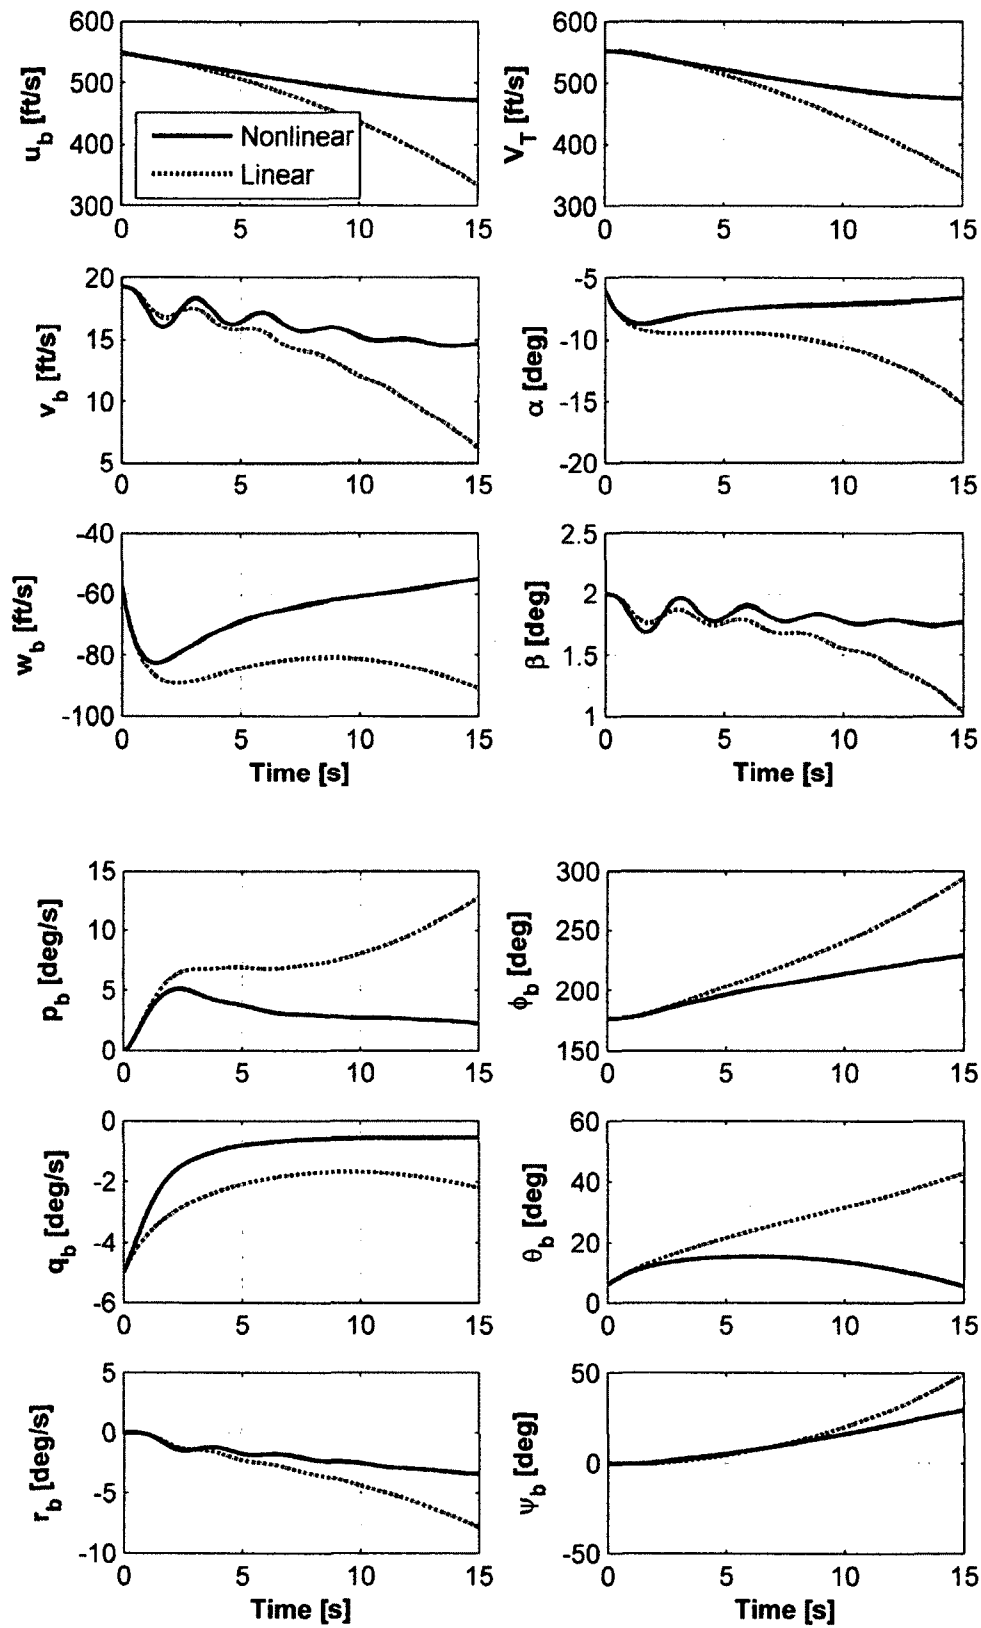 600
500
400
300
u_b [ft/s]
Nonlinear
Linear
0 5 10 15
600
500
400
300
V_T [ft/s]
0 5 10 15
20
15
10
5
v_b [ft/s]
0 5 10 15
-5
-10
-15
-20
α [deg]
0 5 10 15
-40
-60
-80
-100
w_b [ft/s]
0 5 10 15
Time [s]
2.5
2
1.5
1
β [deg]
0 5 10 15
Time [s]
15
10
5
0
p_b [deg/s]
0 5 10 15
300
250
200
150
ϕ_b [deg]
0 5 10 15
0
-2
-4
-6
q_b [deg/s]
0 5 10 15
60
40
20
0
θ_b [deg]
0 5 10 15
5
0
-5
-10
r_b [deg/s]
0 5 10 15
Time [s]
50
0
-50
ψ_b [deg]
0 5 10 15
Time [s]